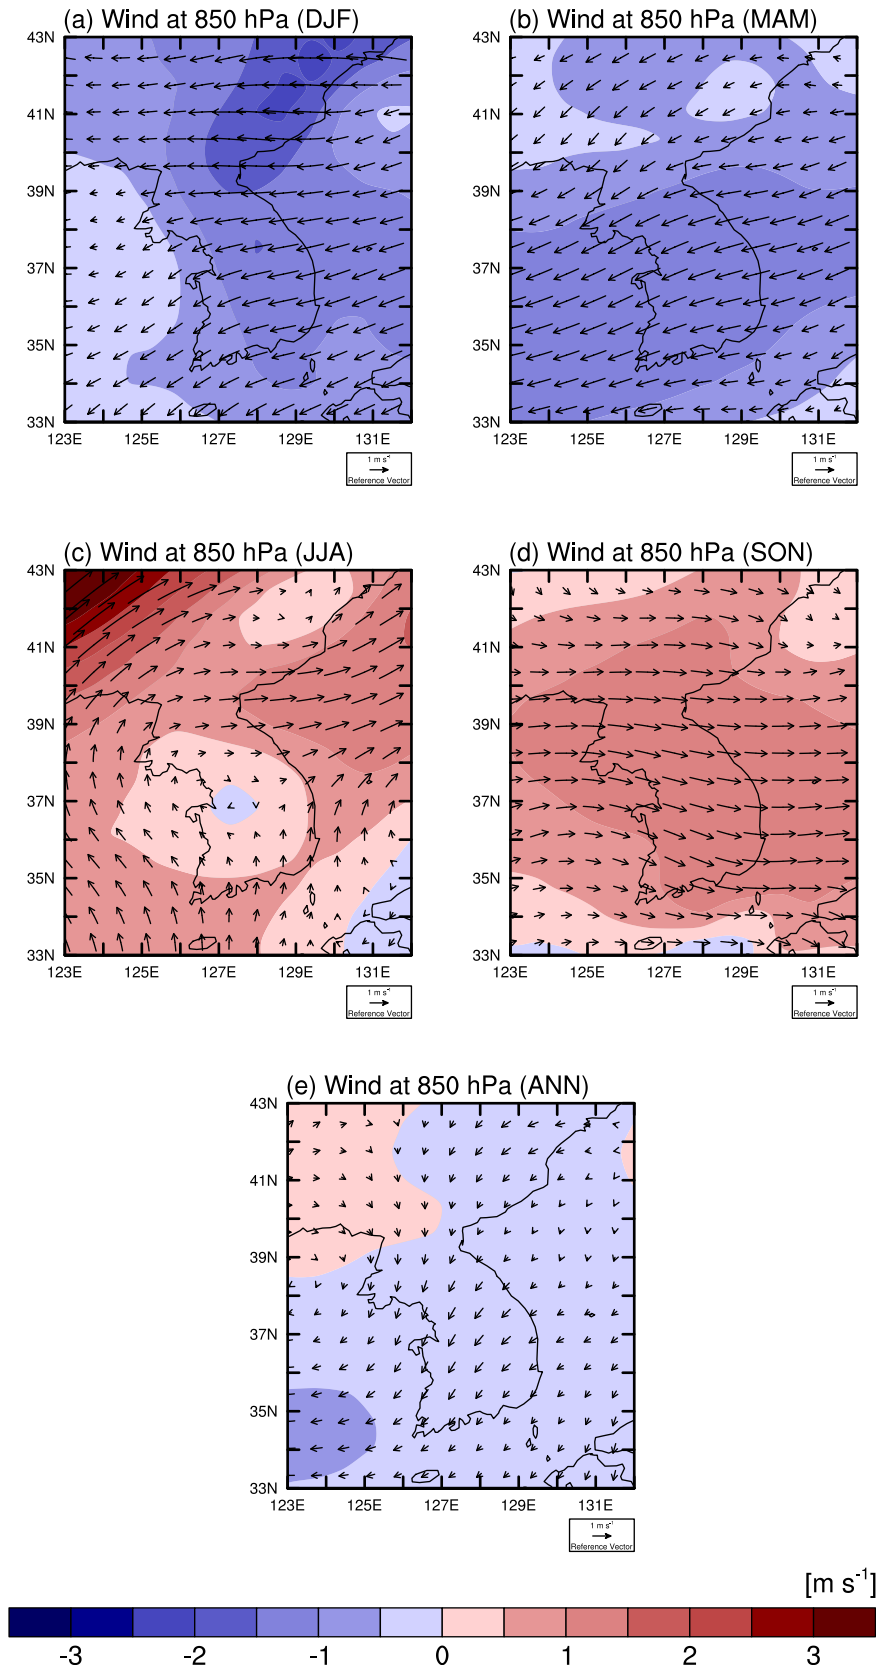 (a) Wind at 850 hPa (DJF)
43N
41N
39N
37N
35N
33N
123E 125E 127E 129E 131E
1 m s-1
Reference Vector
(b) Wind at 850 hPa (MAM)
43N
41N
39N
37N
35N
33N
123E 125E 127E 129E 131E
1 m s-1
Reference Vector
(c) Wind at 850 hPa (JJA)
43N
41N
39N
37N
35N
33N
123E 125E 127E 129E 131E
1 m s-1
Reference Vector
(d) Wind at 850 hPa (SON)
43N
41N
39N
37N
35N
33N
123E 125E 127E 129E 131E
1 m s-1
Reference Vector
(e) Wind at 850 hPa (ANN)
43N
41N
39N
37N
35N
33N
123E 125E 127E 129E 131E
1 m s-1
Reference Vector
[m s-1]
-3 -2 -1 0 1 2 3